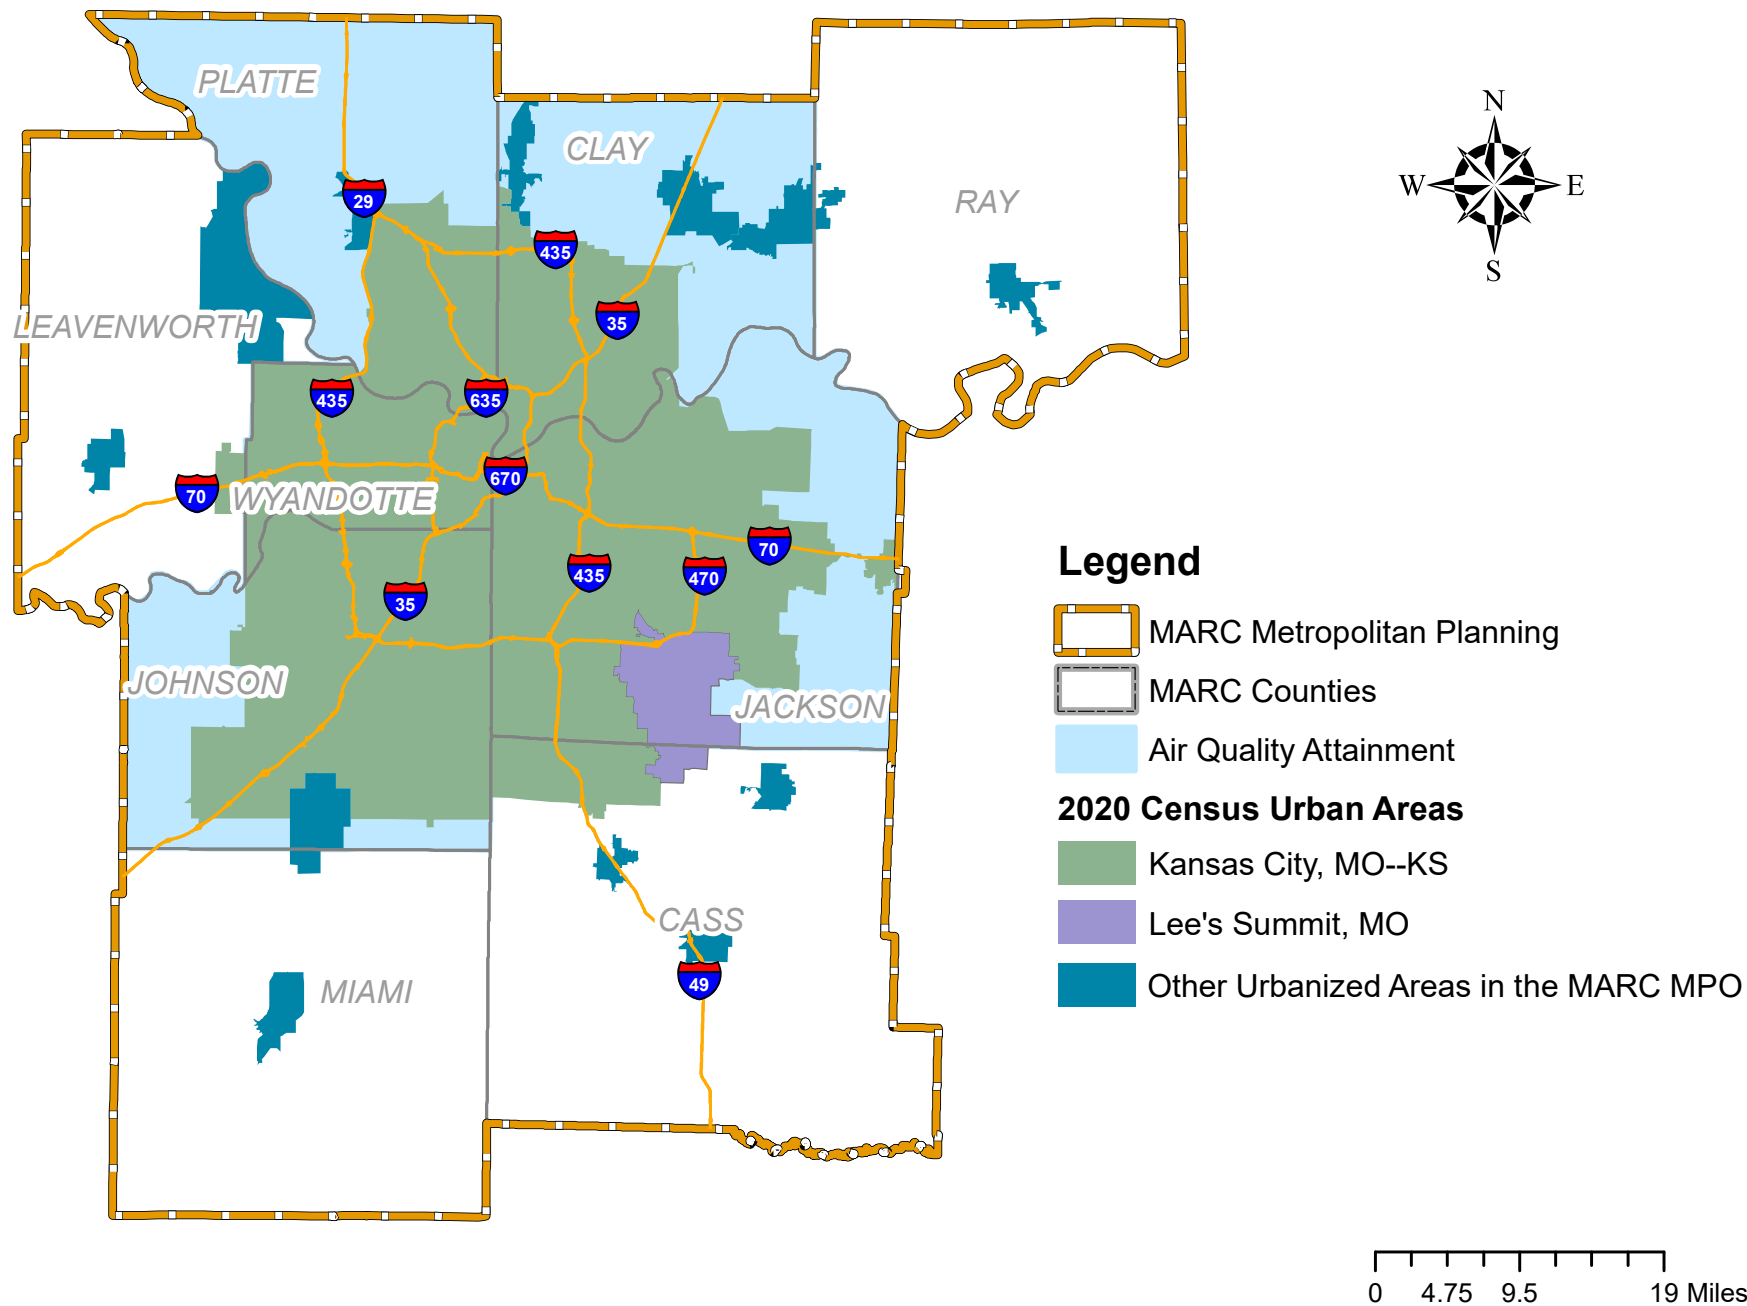 PLATTE
CLAY
RAY
N
W
E
S
29
435
35
LEAVENWORTH
435
635
670
70
WYANDOTTE
70
435
470
35
JOHNSON
JACKSON
CASS
49
MIAMI
Legend
MARC Metropolitan Planning
MARC Counties
Air Quality Attainment
2020 Census Urban Areas
Kansas City, MO--KS
Lee's Summit, MO
Other Urbanized Areas in the MARC MPO
0 4.75 9.5 19 Miles